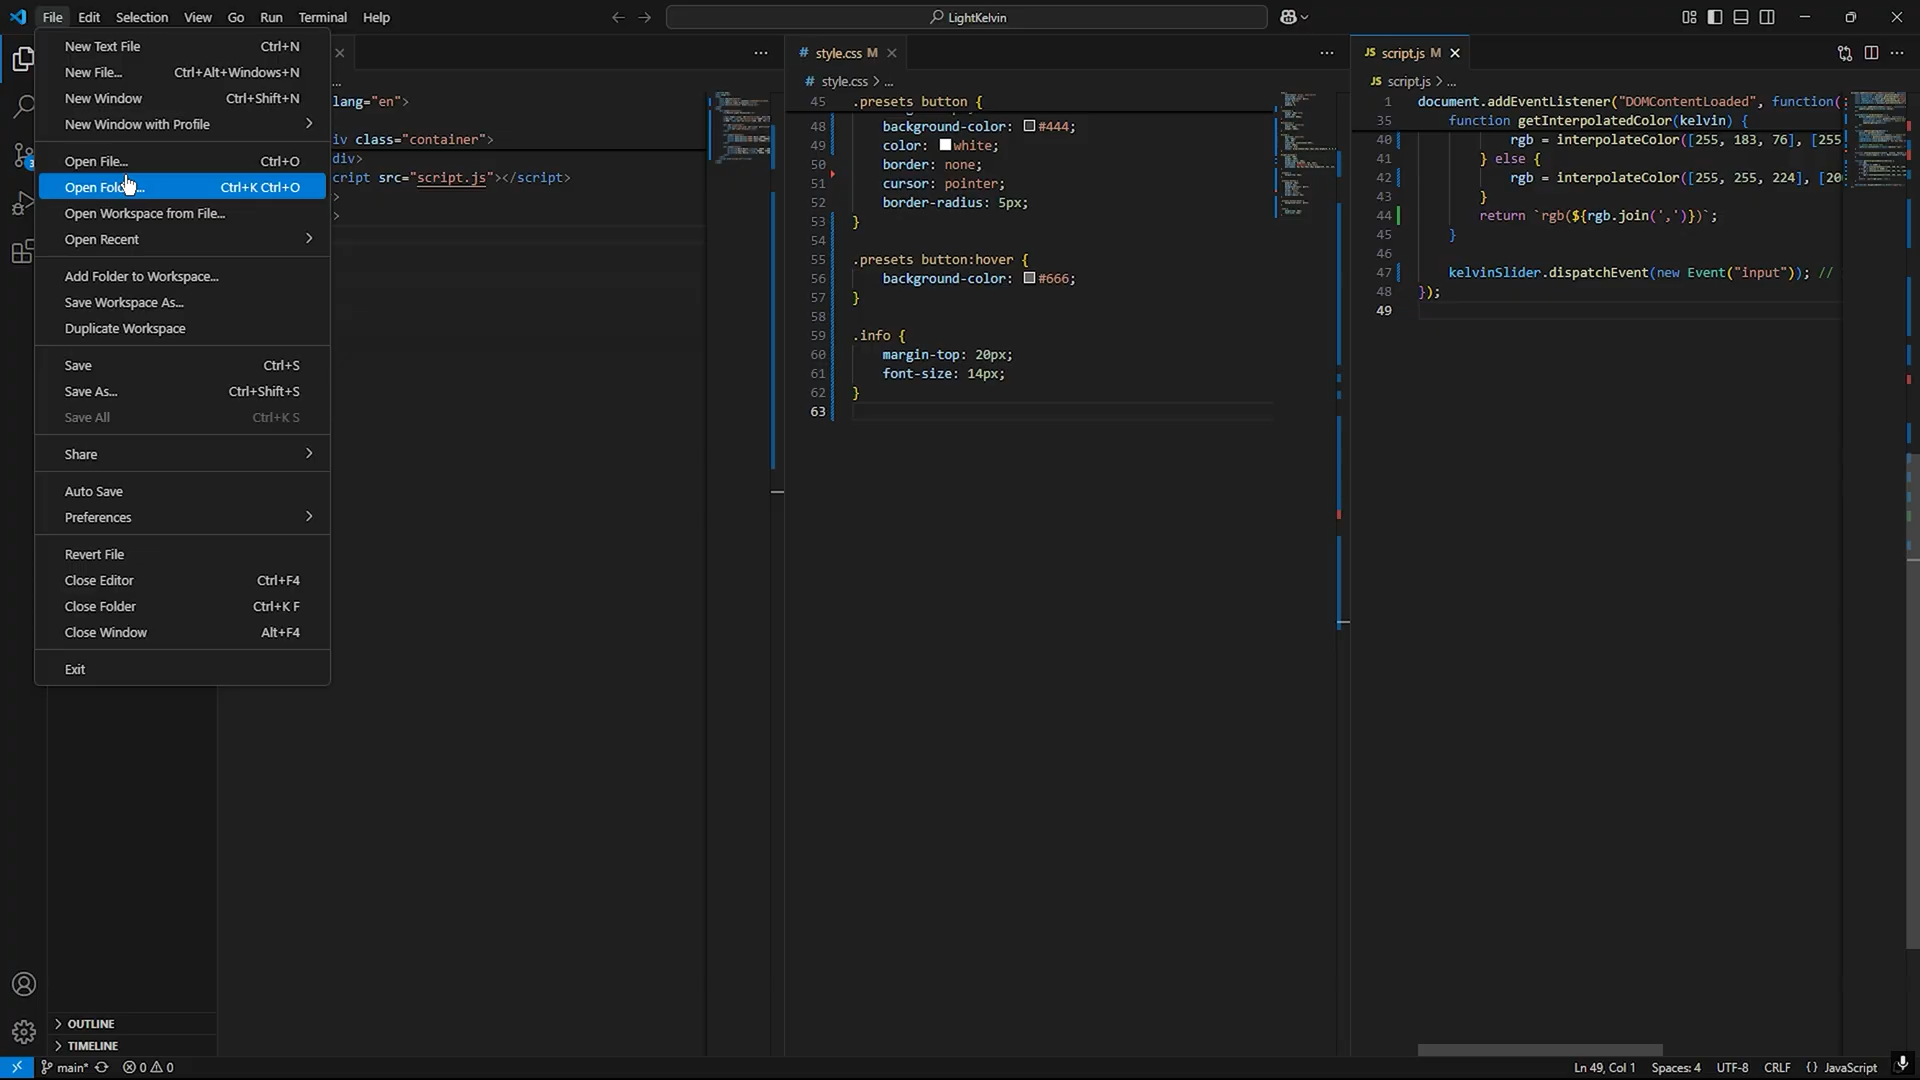 File Edit Selection View Go Run Terminal Help
LightKelvin
New Text File Ctrl+N
New File... Ctrl+Alt+Windows+N
New Window Ctrl+Shift+N
New Window with Profile
Open File... Ctrl+O
Open Ctrl+K Ctrl+O
Open Workspace from File...
Open Recent
Add Folder to Workspace...
Save Workspace As...
Duplicate Workspace
Save Ctrl+S
Save As... Ctrl+Shift+S
Save All Ctrl+K S
Share
Auto Save
Preferences
Revert File
Close Editor Ctrl+F4
Close Folder Ctrl+K F
Close Window Alt+F4
Exit
3
OUTLINE
TIMELINE
...
...
lang="en">
iv class="container">
div>
cript src="script.js"></script>
>
>
# style.css M
...
# style.css > ...
45 .presets button {
48 background-color: #444;
49 color: white;
50 border: none;
51 cursor: pointer;
52 border-radius: 5px;
53 }
54
55 .presets button:hover {
56 background-color: #666;
57 }
58
59 .info {
60 margin-top: 20px;
61 font-size: 14px;
62 }
63
JS script.js M
...
JS script.js > ...
1 document.addEventListener("DOMContentLoaded", function(
35 function getInterpolatedColor(kelvin) {
40 rgb = interpolateColor([255, 183, 76], [255
41 } else {
42 rgb = interpolateColor([255, 255, 224], [20
43 }
44 return `rgb(${rgb.join(',')})`;
45 }
46
47 kelvinSlider.dispatchEvent(new Event("input")); //
48 });
49
main* 0 0
Ln 49, Col 1 Spaces: 4 UTF-8 CRLF {} JavaScript